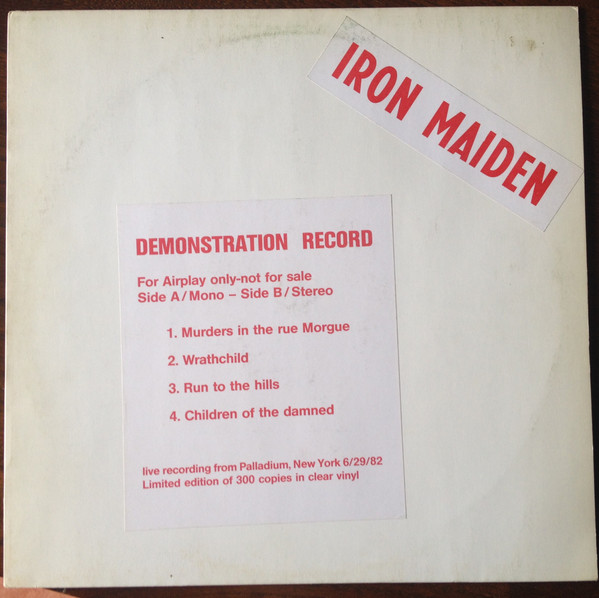 IRON MAIDEN
DEMONSTRATION RECORD
For Airplay only-not for sale
Side A/Mono – Side B/Stereo
1. Murders in the rue Morgue
2. Wrathchild
3. Run to the hills
4. Children of the damned
live recording from Palladium, New York 6/29/82
Limited edition of 300 copies in clear vinyl